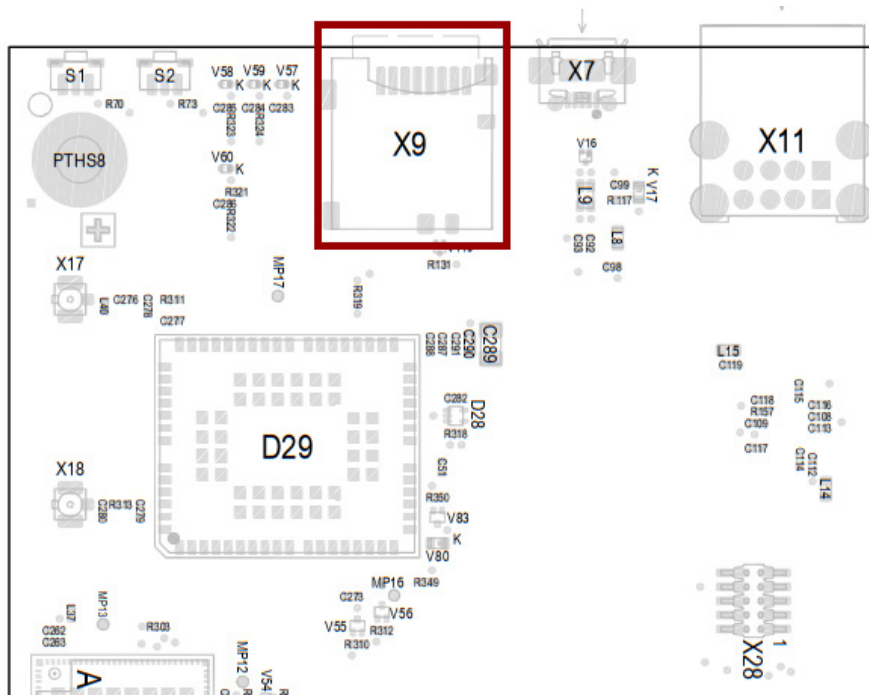 S1
S2
V58
V59
V57
K
K
K
X9
X7
X11
R70
R73
C285
C284
C283
R323
R324
PTHS8
V60
K
R321
C286
R322
V16
L9
C99
R117
K
V17
C93
C92
L8
C98
R131
X17
MP17
L40
C276
C278
R311
C277
R319
C288
C287
C291
C290
C289
L15
C119
C282
D28
R318
C118
R157
C109
C117
C115
C116
C108
C113
C114
C112
L14
D29
X18
C51
R350
C280
R313
C279
V83
K
V80
R349
MP16
C273
V56
V55
R312
R310
L37
MP13
R303
C262
C263
A
MP12
V54
1
X28